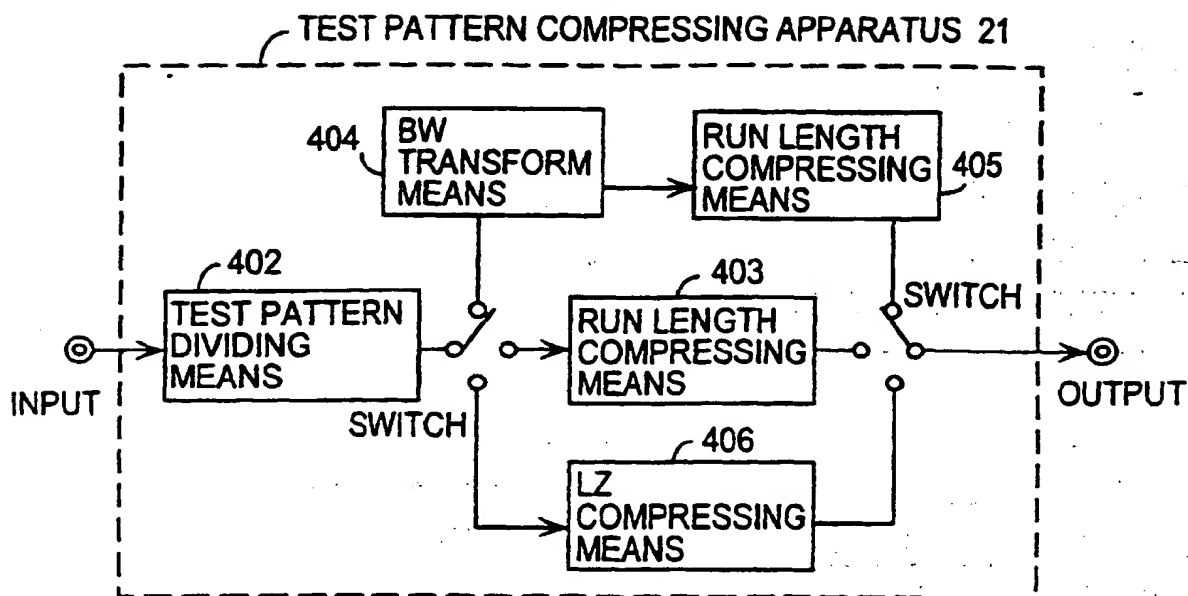 TEST PATTERN COMPRESSING APPARATUS 21
404
BW
TRANSFORM
MEANS
RUN LENGTH
COMPRESSING
MEANS
405
402
TEST PATTERN
DIVIDING
MEANS
403
RUN LENGTH
COMPRESSING
MEANS
SWITCH
INPUT
SWITCH
OUTPUT
406
LZ
COMPRESSING
MEANS